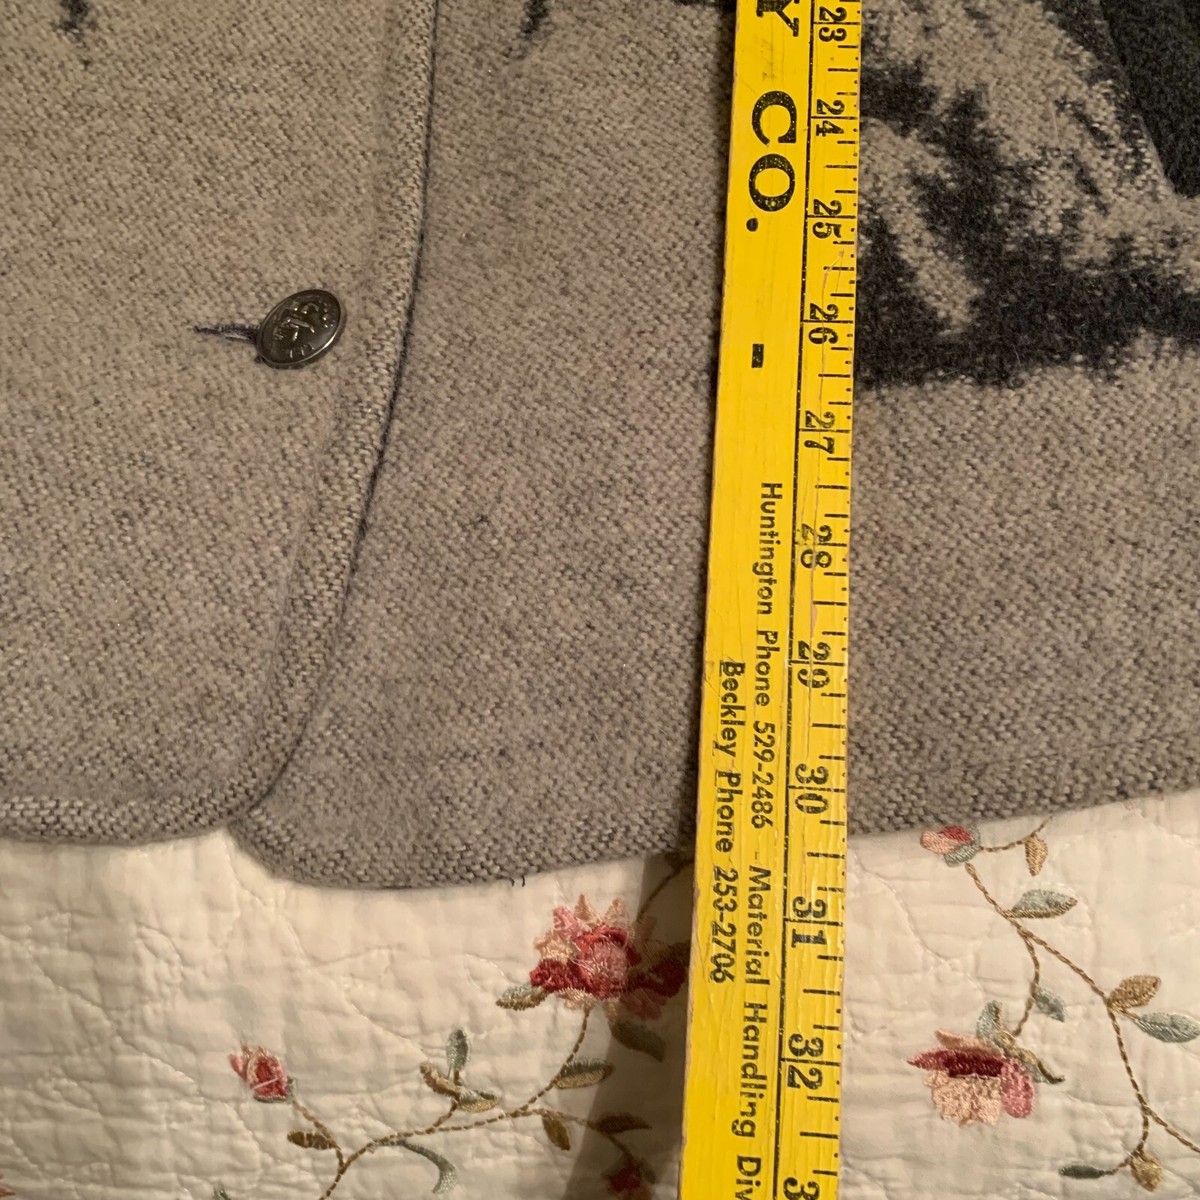 Y CO. -
Huntington Phone 529-2486 Material Handling Div
Beckley Phone 253-2706
23 24 25 26 27 28 29 30 31 32 3